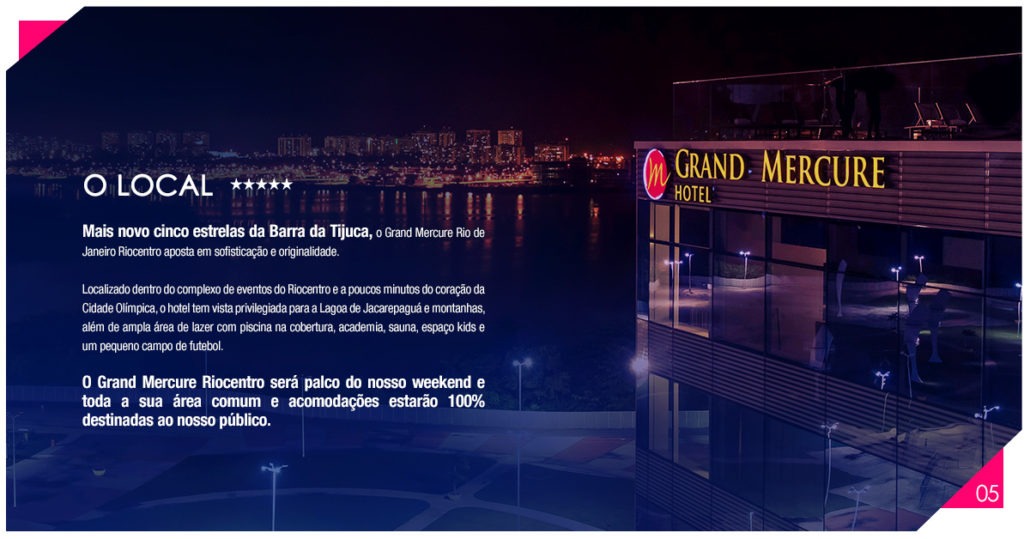 O LOCAL ★★★★★
Mais novo cinco estrelas da Barra da Tijuca, o Grand Mercure Rio de
Janeiro Riocentro aposta em sofisticação e originalidade.
Localizado dentro do complexo de eventos do Riocentro e a poucos minutos do coração da
Cidade Olímpica, o hotel tem vista privilegiada para a Lagoa de Jacarepaguá e montanhas,
além de ampla área de lazer com piscina na cobertura, academia, sauna, espaço kids e
um pequeno campo de futebol.
O Grand Mercure Riocentro será palco do nosso weekend e
toda a sua área comum e acomodações estarão 100%
destinadas ao nosso público.
M GRAND MERCURE
HOTEL
05